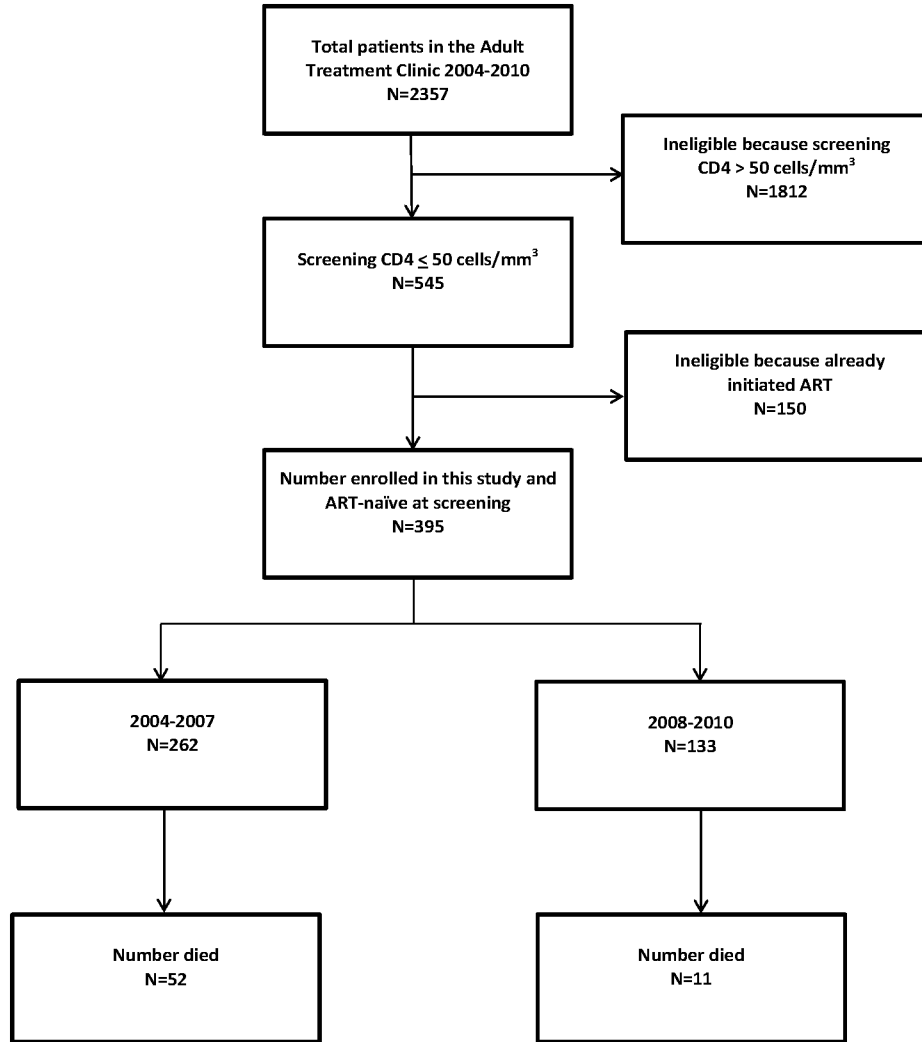 Total patients in the Adult
Treatment Clinic 2004-2010
N=2357
Ineligible because screening
CD4 > 50 cells/mm³
N=1812
Screening CD4 ≤ 50 cells/mm³
N=545
Ineligible because already
initiated ART
N=150
Number enrolled in this study and
ART-naïve at screening
N=395
2004-2007
N=262
2008-2010
N=133
Number died
N=52
Number died
N=11